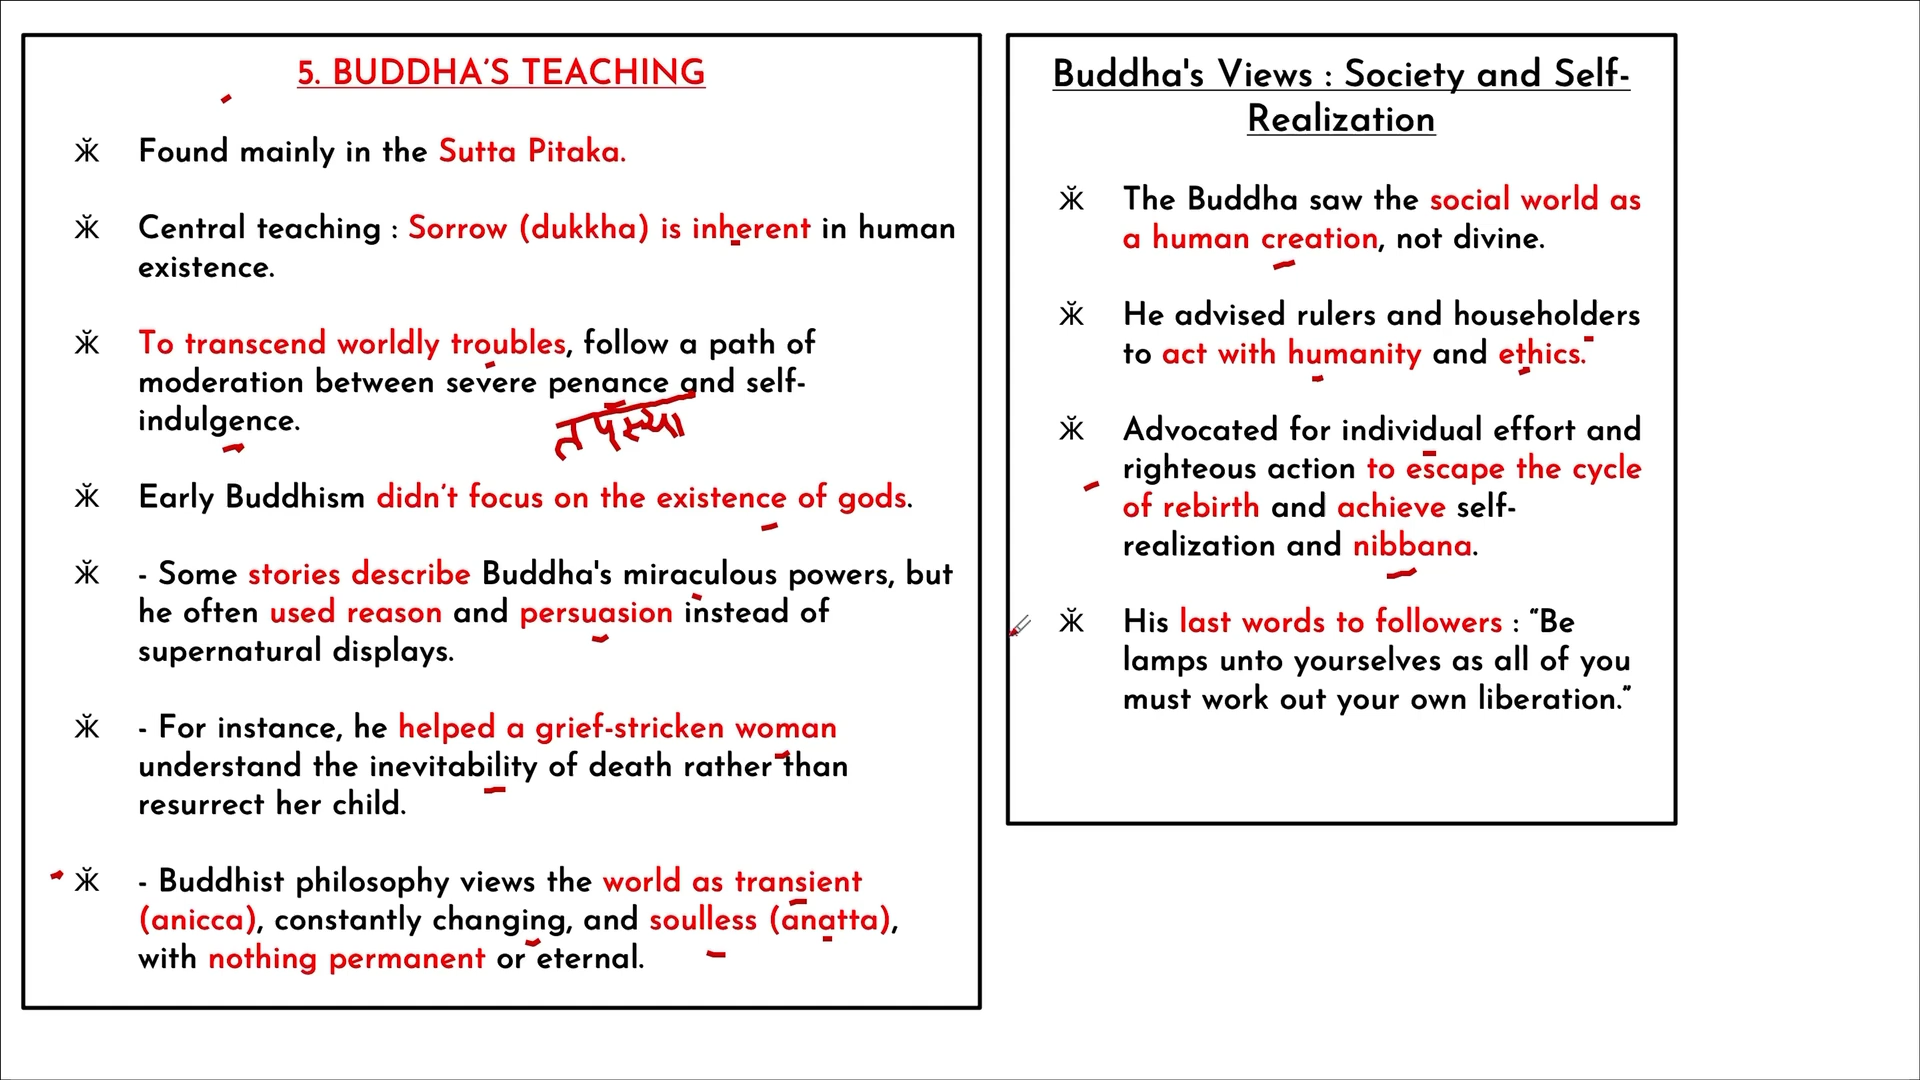 5. BUDDHA’S TEACHING
Found mainly in the Sutta Pitaka.
Central teaching : Sorrow (dukkha) is inherent in human
existence.
To transcend worldly troubles, follow a path of
moderation between severe penance and self-
indulgence.
तपस्या
Early Buddhism didn’t focus on the existence of gods.
- Some stories describe Buddha's miraculous powers, but
he often used reason and persuasion instead of
supernatural displays.
- For instance, he helped a grief-stricken woman
understand the inevitability of death rather than
resurrect her child.
- Buddhist philosophy views the world as transient
(anicca), constantly changing, and soulless (anatta),
with nothing permanent or eternal.
Buddha's Views : Society and Self-
Realization
The Buddha saw the social world as
a human creation, not divine.
He advised rulers and householders
to act with humanity and ethics.
Advocated for individual effort and
righteous action to escape the cycle
of rebirth and achieve self-
realization and nibbana.
His last words to followers : “Be
lamps unto yourselves as all of you
must work out your own liberation.”